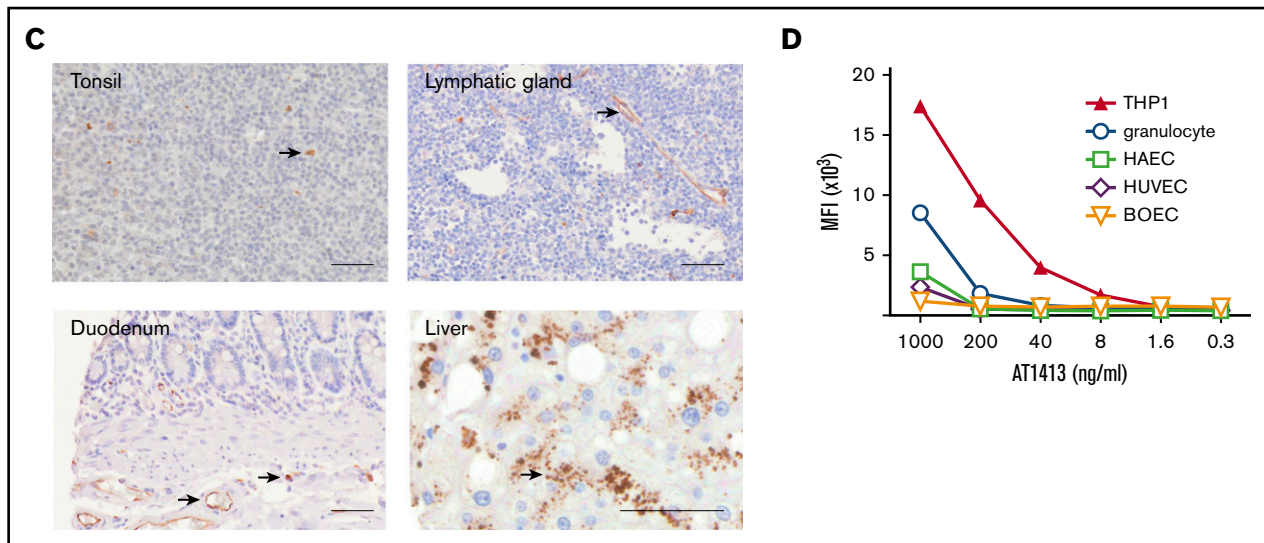 C
Tonsil
Lymphatic gland
Duodenum
Liver
D
MFI (x10³)
20
15
10
5
THP1
granulocyte
HAEC
HUVEC
BOEC
1000 200 40 8 1.6 0.3
AT1413 (ng/ml)